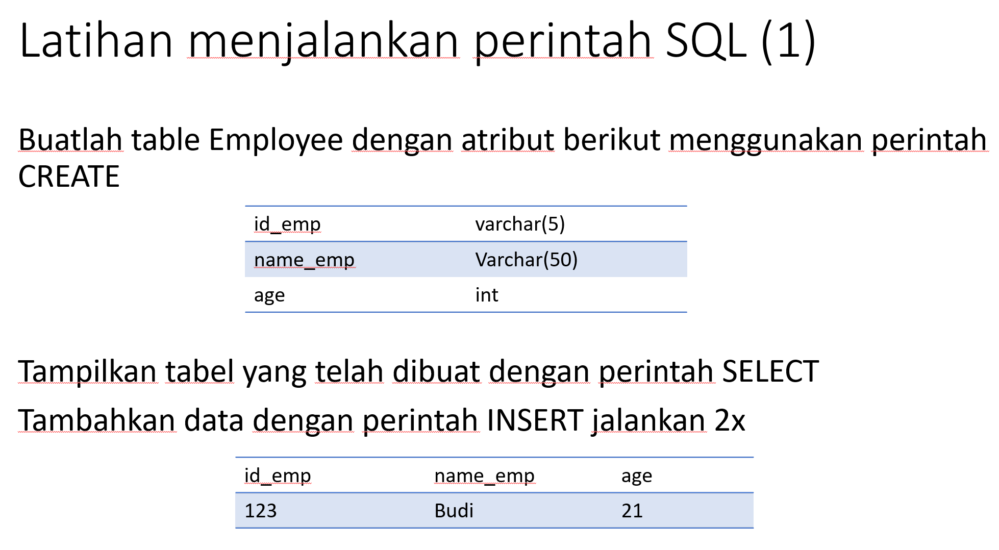 Latihan menjalankan perintah SQL (1)
Buatlah table Employee dengan atribut berikut menggunakan perintah
CREATE
id_emp varchar(5)
name_emp Varchar(50)
age int
Tampilkan tabel yang telah dibuat dengan perintah SELECT
Tambahkan data dengan perintah INSERT jalankan 2x
id_emp name_emp age
123 Budi 21